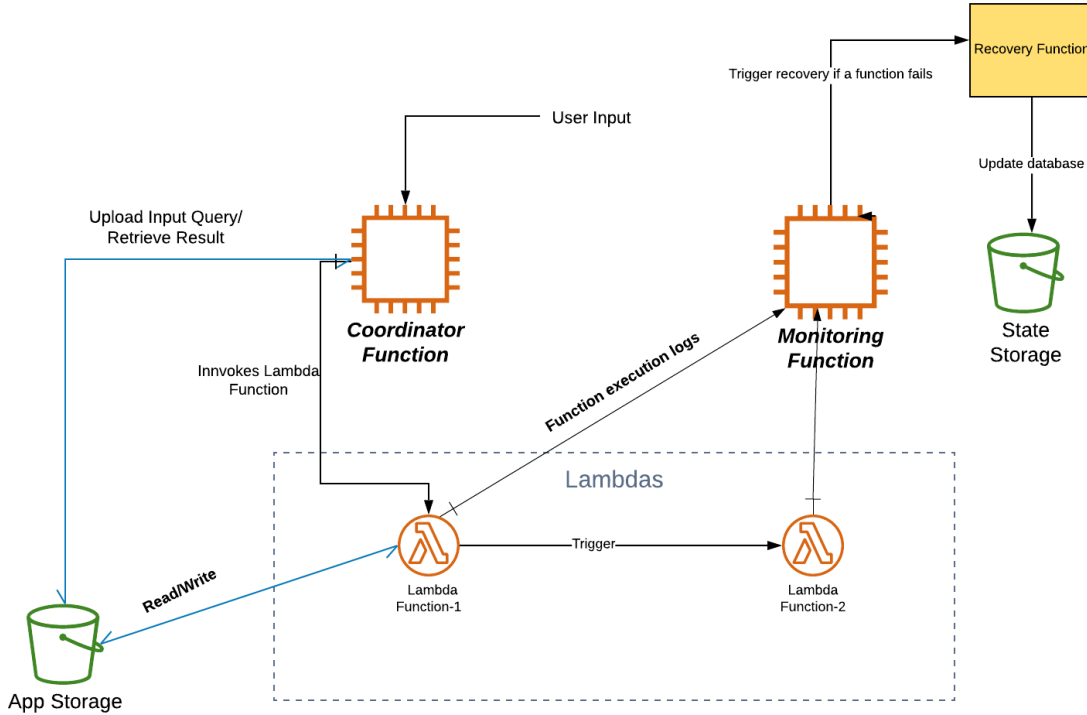 Recovery Function
Trigger recovery if a function fails
User Input
Update database
Upload Input Query/
Retrieve Result
Coordinator
Function
Monitoring
Function
State
Storage
Innvokes Lambda
Function
Function execution logs
Lambdas
Trigger
Lambda
Function-1
Lambda
Function-2
Read/Write
App Storage